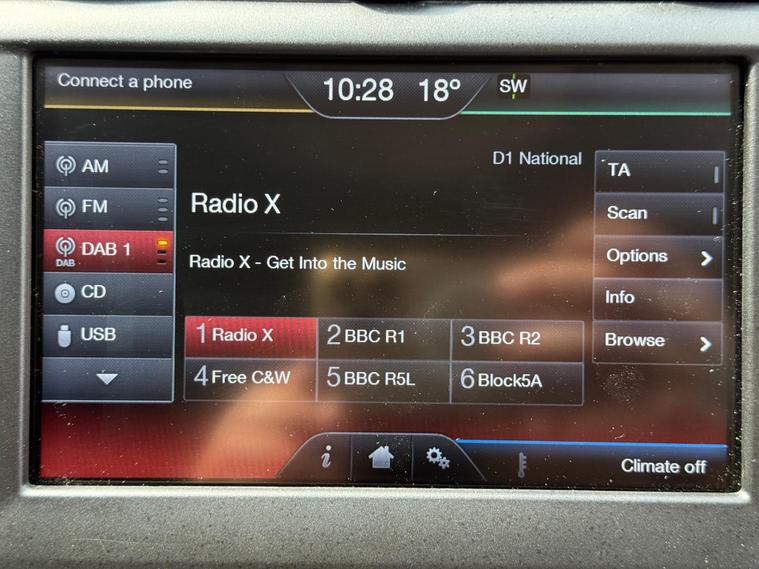 Connect a phone
10:28 18º SW
D1 National
AM
FM
DAB 1
DAB
CD
USB
Radio X
Radio X - Get Into the Music
1 Radio X 2 BBC R1 3 BBC R2
4 Free C&W 5 BBC R5L 6 Block5A
TA
Scan
Options
Info
Browse
i
Climate off